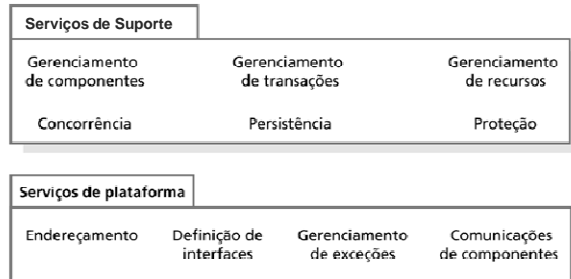 Serviços de Suporte
Gerenciamento Gerenciamento Gerenciamento
de componentes de transações de recursos
Concorrência Persistência Proteção
Serviços de plataforma
Endereçamento Definição de Gerenciamento Comunicações
interfaces de exceções de componentes